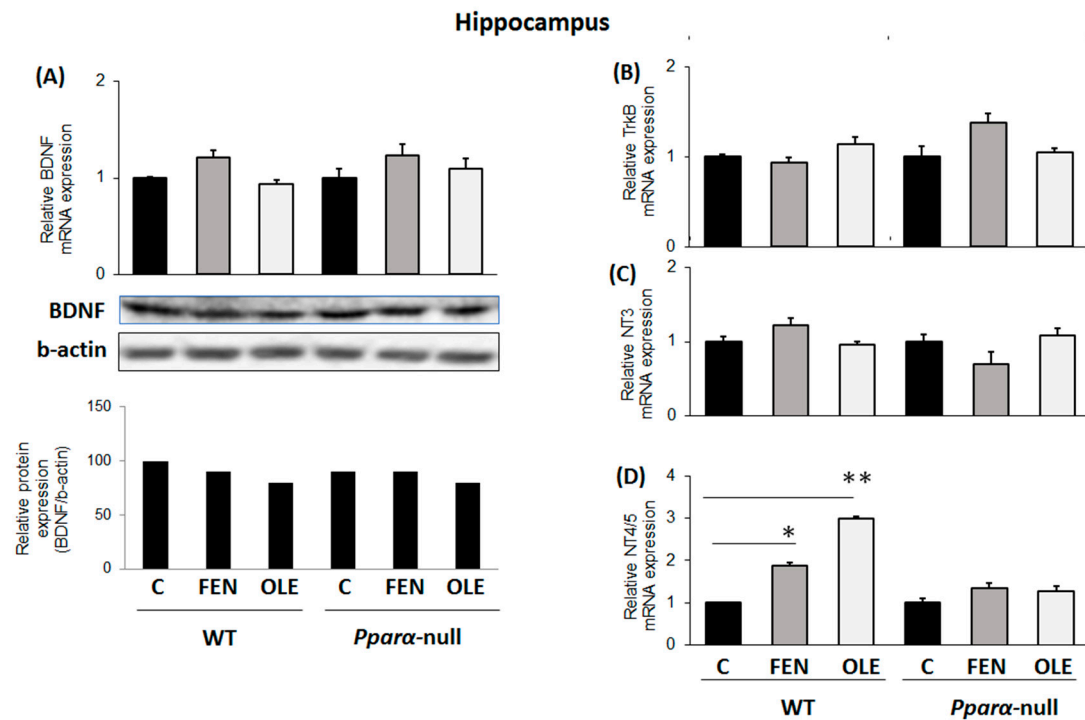 Hippocampus
(A)
Relative BDNF
mRNA expression
2
1
0
BDNF
b-actin
Relative protein
expression
(BDNF/b-actin)
150
100
50
0
C FEN OLE C FEN OLE
WT Pparα-null
(B)
Relative TrkB
mRNA expression
2
1
0
(C)
Relative NT3
mRNA expression
2
1
0
(D)
Relative NT4/5
mRNA expression
4
3
2
1
0
**
*
C FEN OLE C FEN OLE
WT Pparα-null